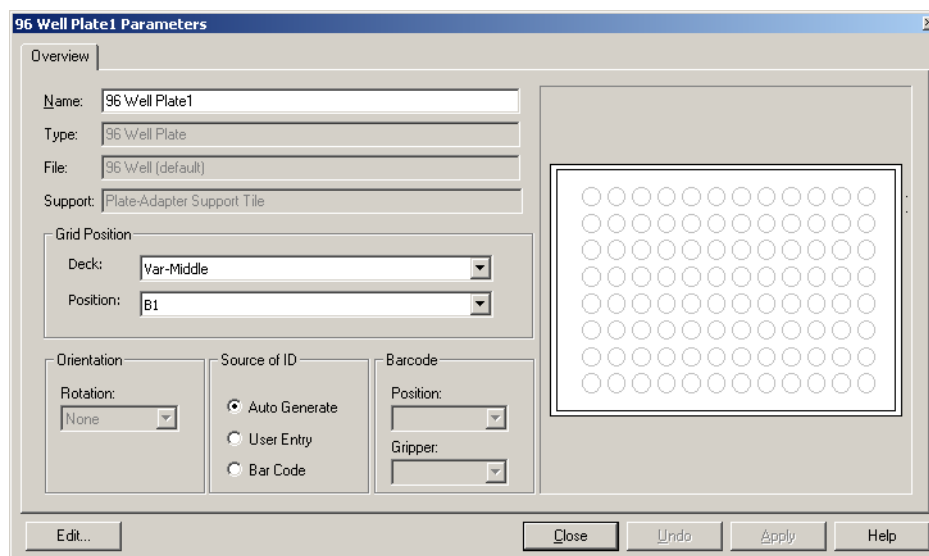 96 Well Plate1 Parameters
Overview
Name: 96 Well Plate1
Type: 96 Well Plate
File: 96 Well (default)
Support: Plate-Adapter Support Tile
Grid Position
Deck: Var-Middle
Position: B1
Orientation
Rotation:
None
Source of ID
Auto Generate
User Entry
Bar Code
Barcode
Position:
Gripper:
Edit... Close Undo Apply Help